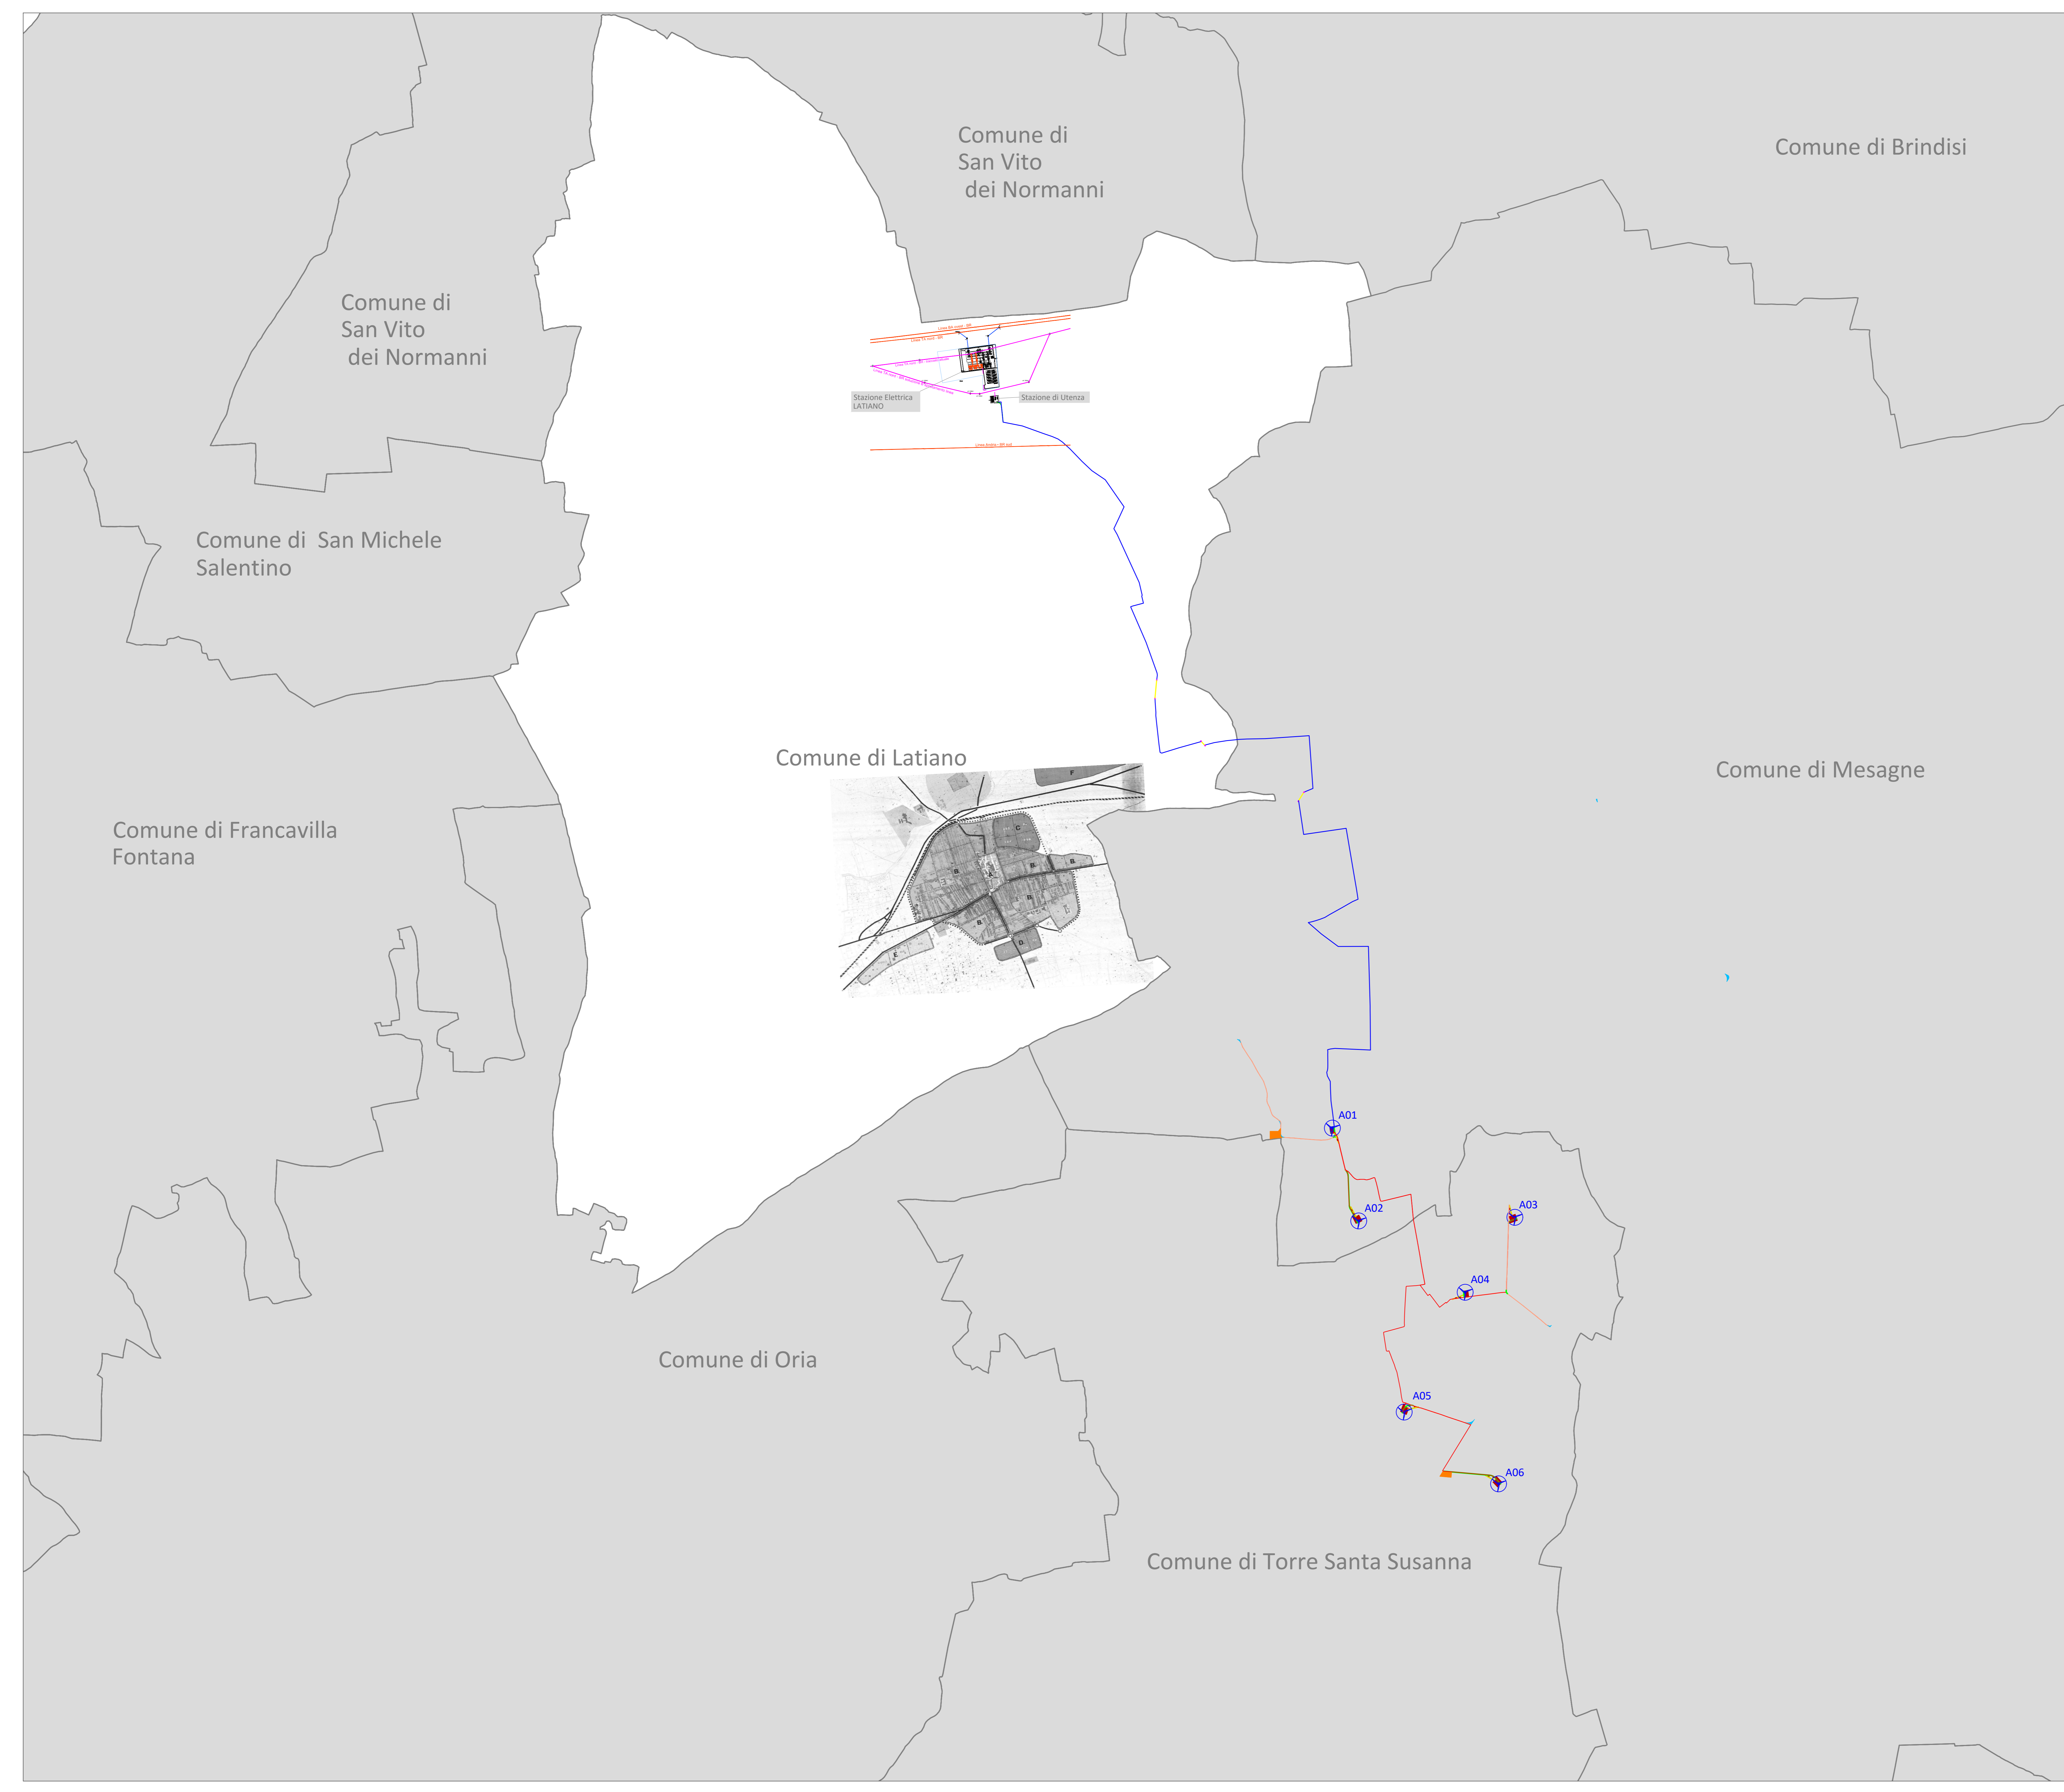 Comune di
San Vito
dei Normanni
Comune di Brindisi
Comune di
San Vito
dei Normanni
Stazione Elettrica
LATIANO
Stazione di Utenza
Comune di San Michele
Salentino
Comune di Latiano
Comune di Mesagne
Comune di Francavilla
Fontana
F
C
B
B
B
A
B
B
D
E
A01
A02
A03
A04
A05
A06
Comune di Oria
Comune di Torre Santa Susanna